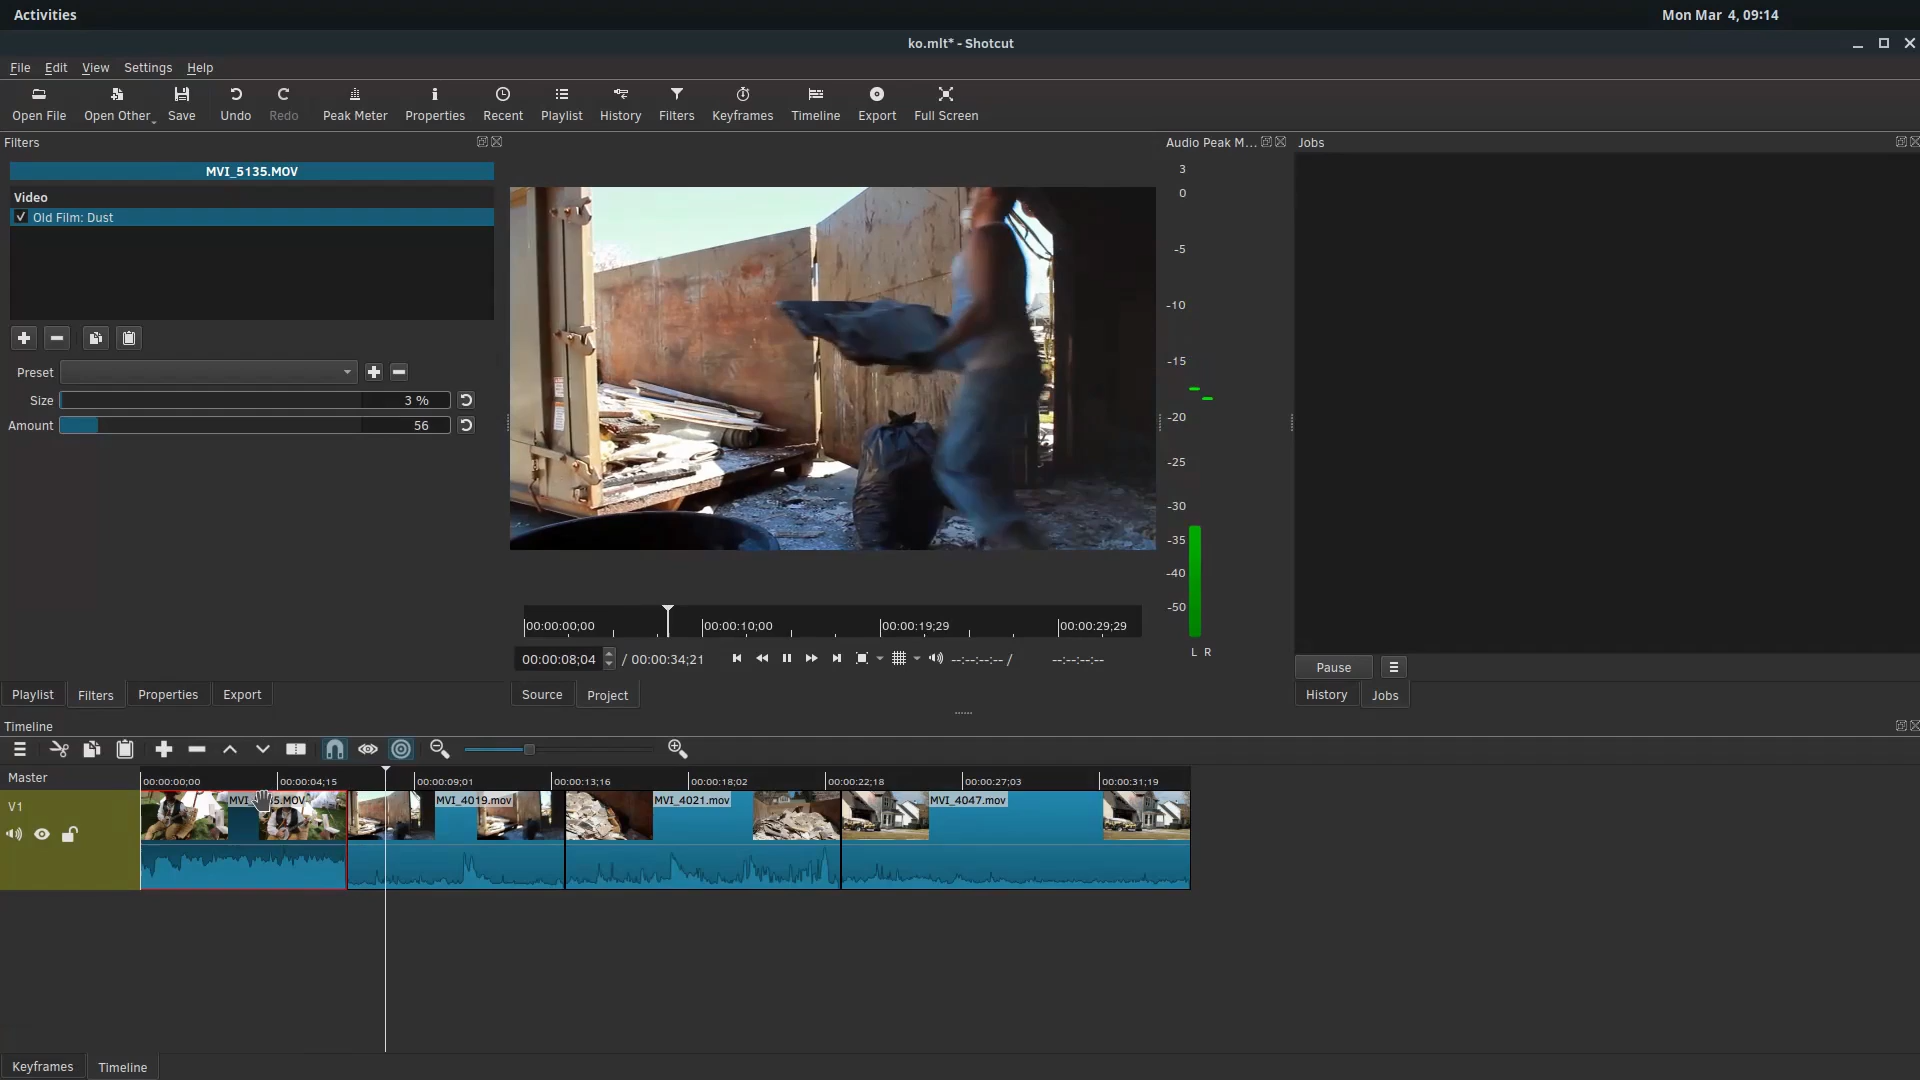 Activities
Mon Mar 4, 09:14
ko.mlt* - Shotcut
File Edit View Settings Help
Open File Open Other Save Undo Redo Peak Meter Properties Recent Playlist History Filters Keyframes Timeline Export Full Screen
Filters
Audio Peak M...
Jobs
MVI_5135.MOV
Video
Old Film: Dust
Preset
Size 3 %
Amount 56
3
0
-5
-10
-15
-20
-25
-30
-35
-40
-50
L R
00:00:00;00 00:00:10;00 00:00:19;29 00:00:29;29
00:00:08;04 / 00:00:34;21 --:--:--:-- / --:--:--:--
Pause
Playlist Filters Properties Export
Source Project
History Jobs
Timeline
Master
00:00:00;00 00:00:04;15 00:00:09;01 00:00:13;16 00:00:18;02 00:00:22;18 00:00:27;03 00:00:31;19
V1
MVI_4019.mov MVI_4021.mov MVI_4047.mov
Keyframes Timeline